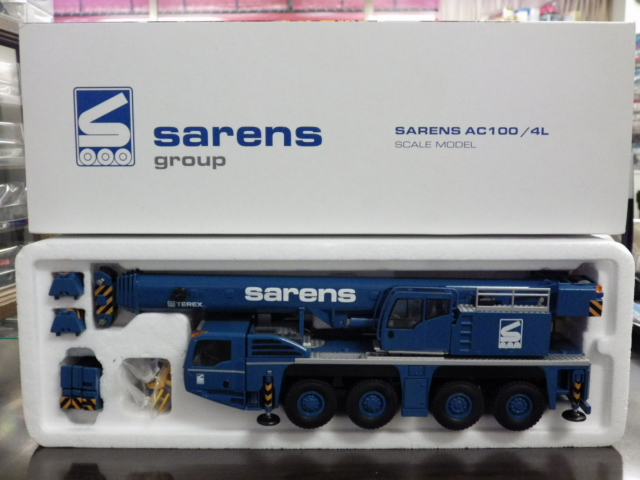 sarens
group
SARENS AC100/4L
SCALE MODEL
sarens
TEREX